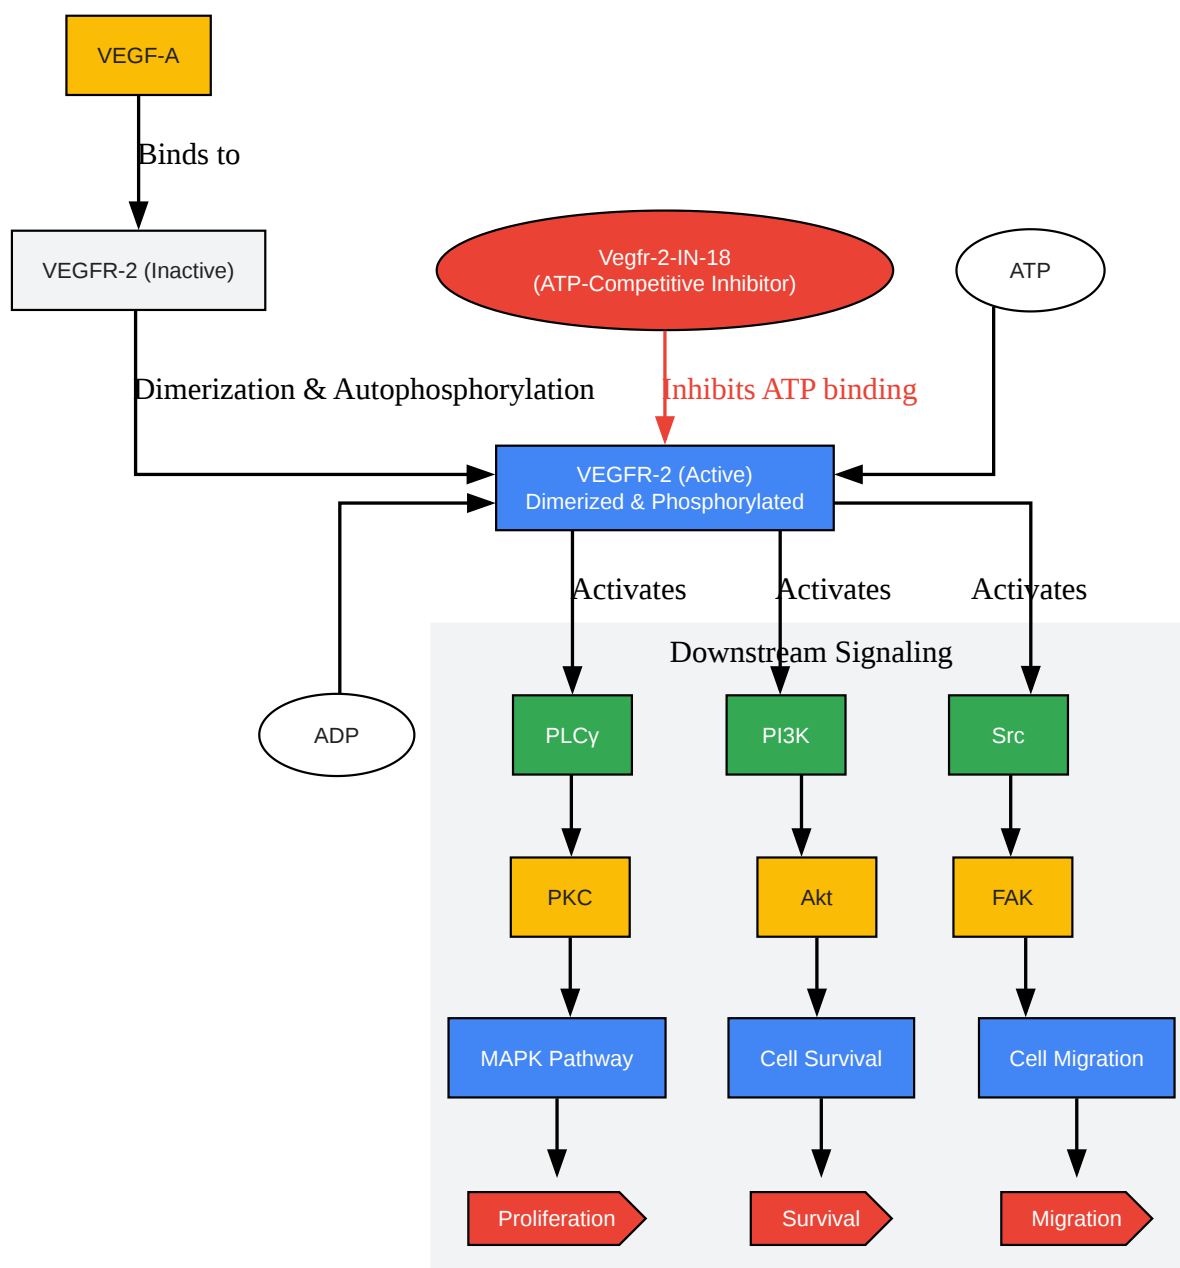 VEGF-A
Binds to
VEGFR-2 (Inactive)
Vegfr-2-IN-18
(ATP-Competitive Inhibitor)
ATP
Dimerization & Autophosphorylation
Inhibits ATP binding
VEGFR-2 (Active)
Dimerized & Phosphorylated
Activates
Activates
Activates
Downstream Signaling
ADP
PLCγ
PI3K
Src
PKC
Akt
FAK
MAPK Pathway
Cell Survival
Cell Migration
Proliferation
Survival
Migration